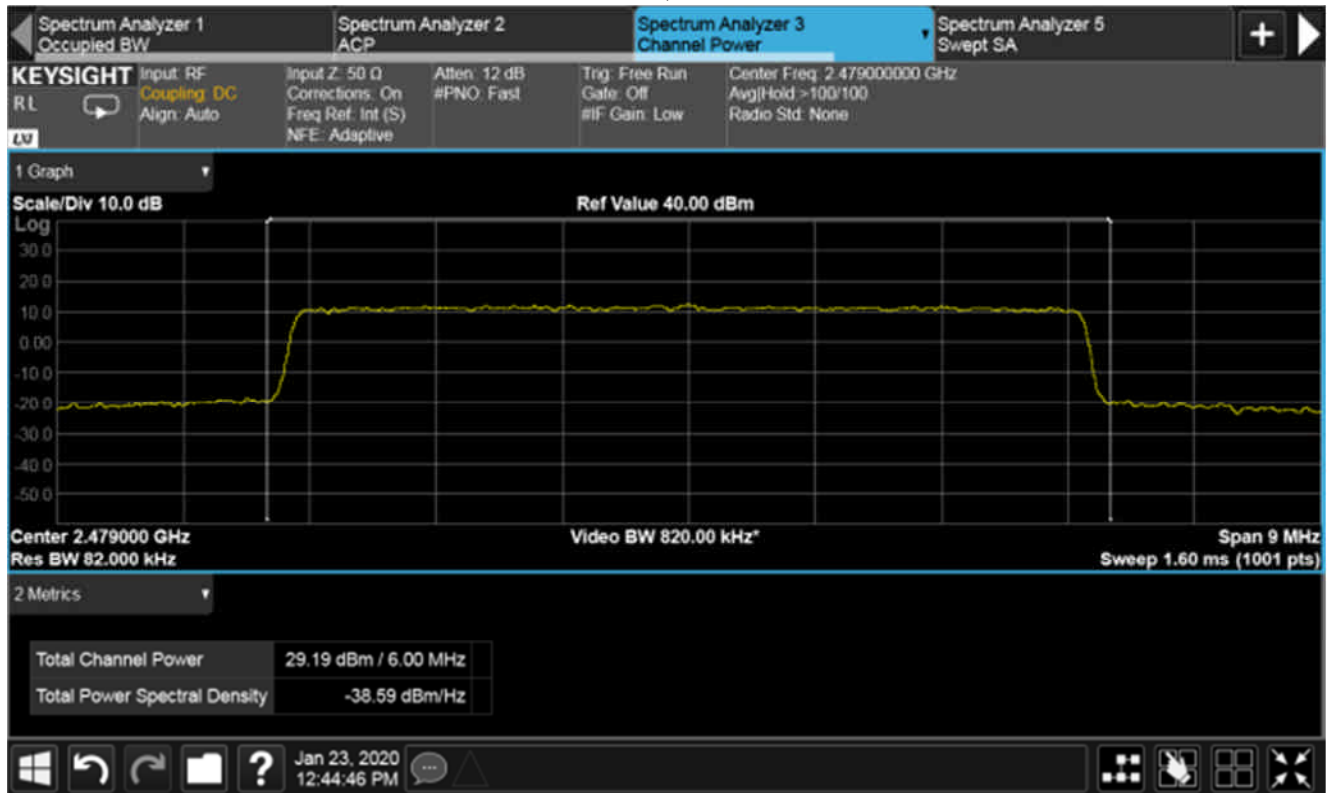 Spectrum Analyzer 1
Occupied BW
Spectrum Analyzer 2
ACP
Spectrum Analyzer 3
Channel Power
Spectrum Analyzer 5
Swept SA
+
KEYSIGHT
RL
Input: RF
Coupling: DC
Align: Auto
Input Z: 50 Ω
Corrections: On
Freq Ref: Int (S)
NFE: Adaptive
Atten: 12 dB
#PNO: Fast
Trig: Free Run
Gate: Off
#IF Gain: Low
Center Freq: 2.479000000 GHz
Avg|Hold:>100/100
Radio Std: None
1 Graph
Scale/Div 10.0 dB
Ref Value 40.00 dBm
Log
30.0
20.0
10.0
0.00
-10.0
-20.0
-30.0
-40.0
-50.0
Center 2.479000 GHz
Video BW 820.00 kHz*
Span 9 MHz
Res BW 82.000 kHz
Sweep 1.60 ms (1001 pts)
2 Metrics
Total Channel Power 29.19 dBm / 6.00 MHz
Total Power Spectral Density -38.59 dBm/Hz
?
Jan 23, 2020
12:44:46 PM